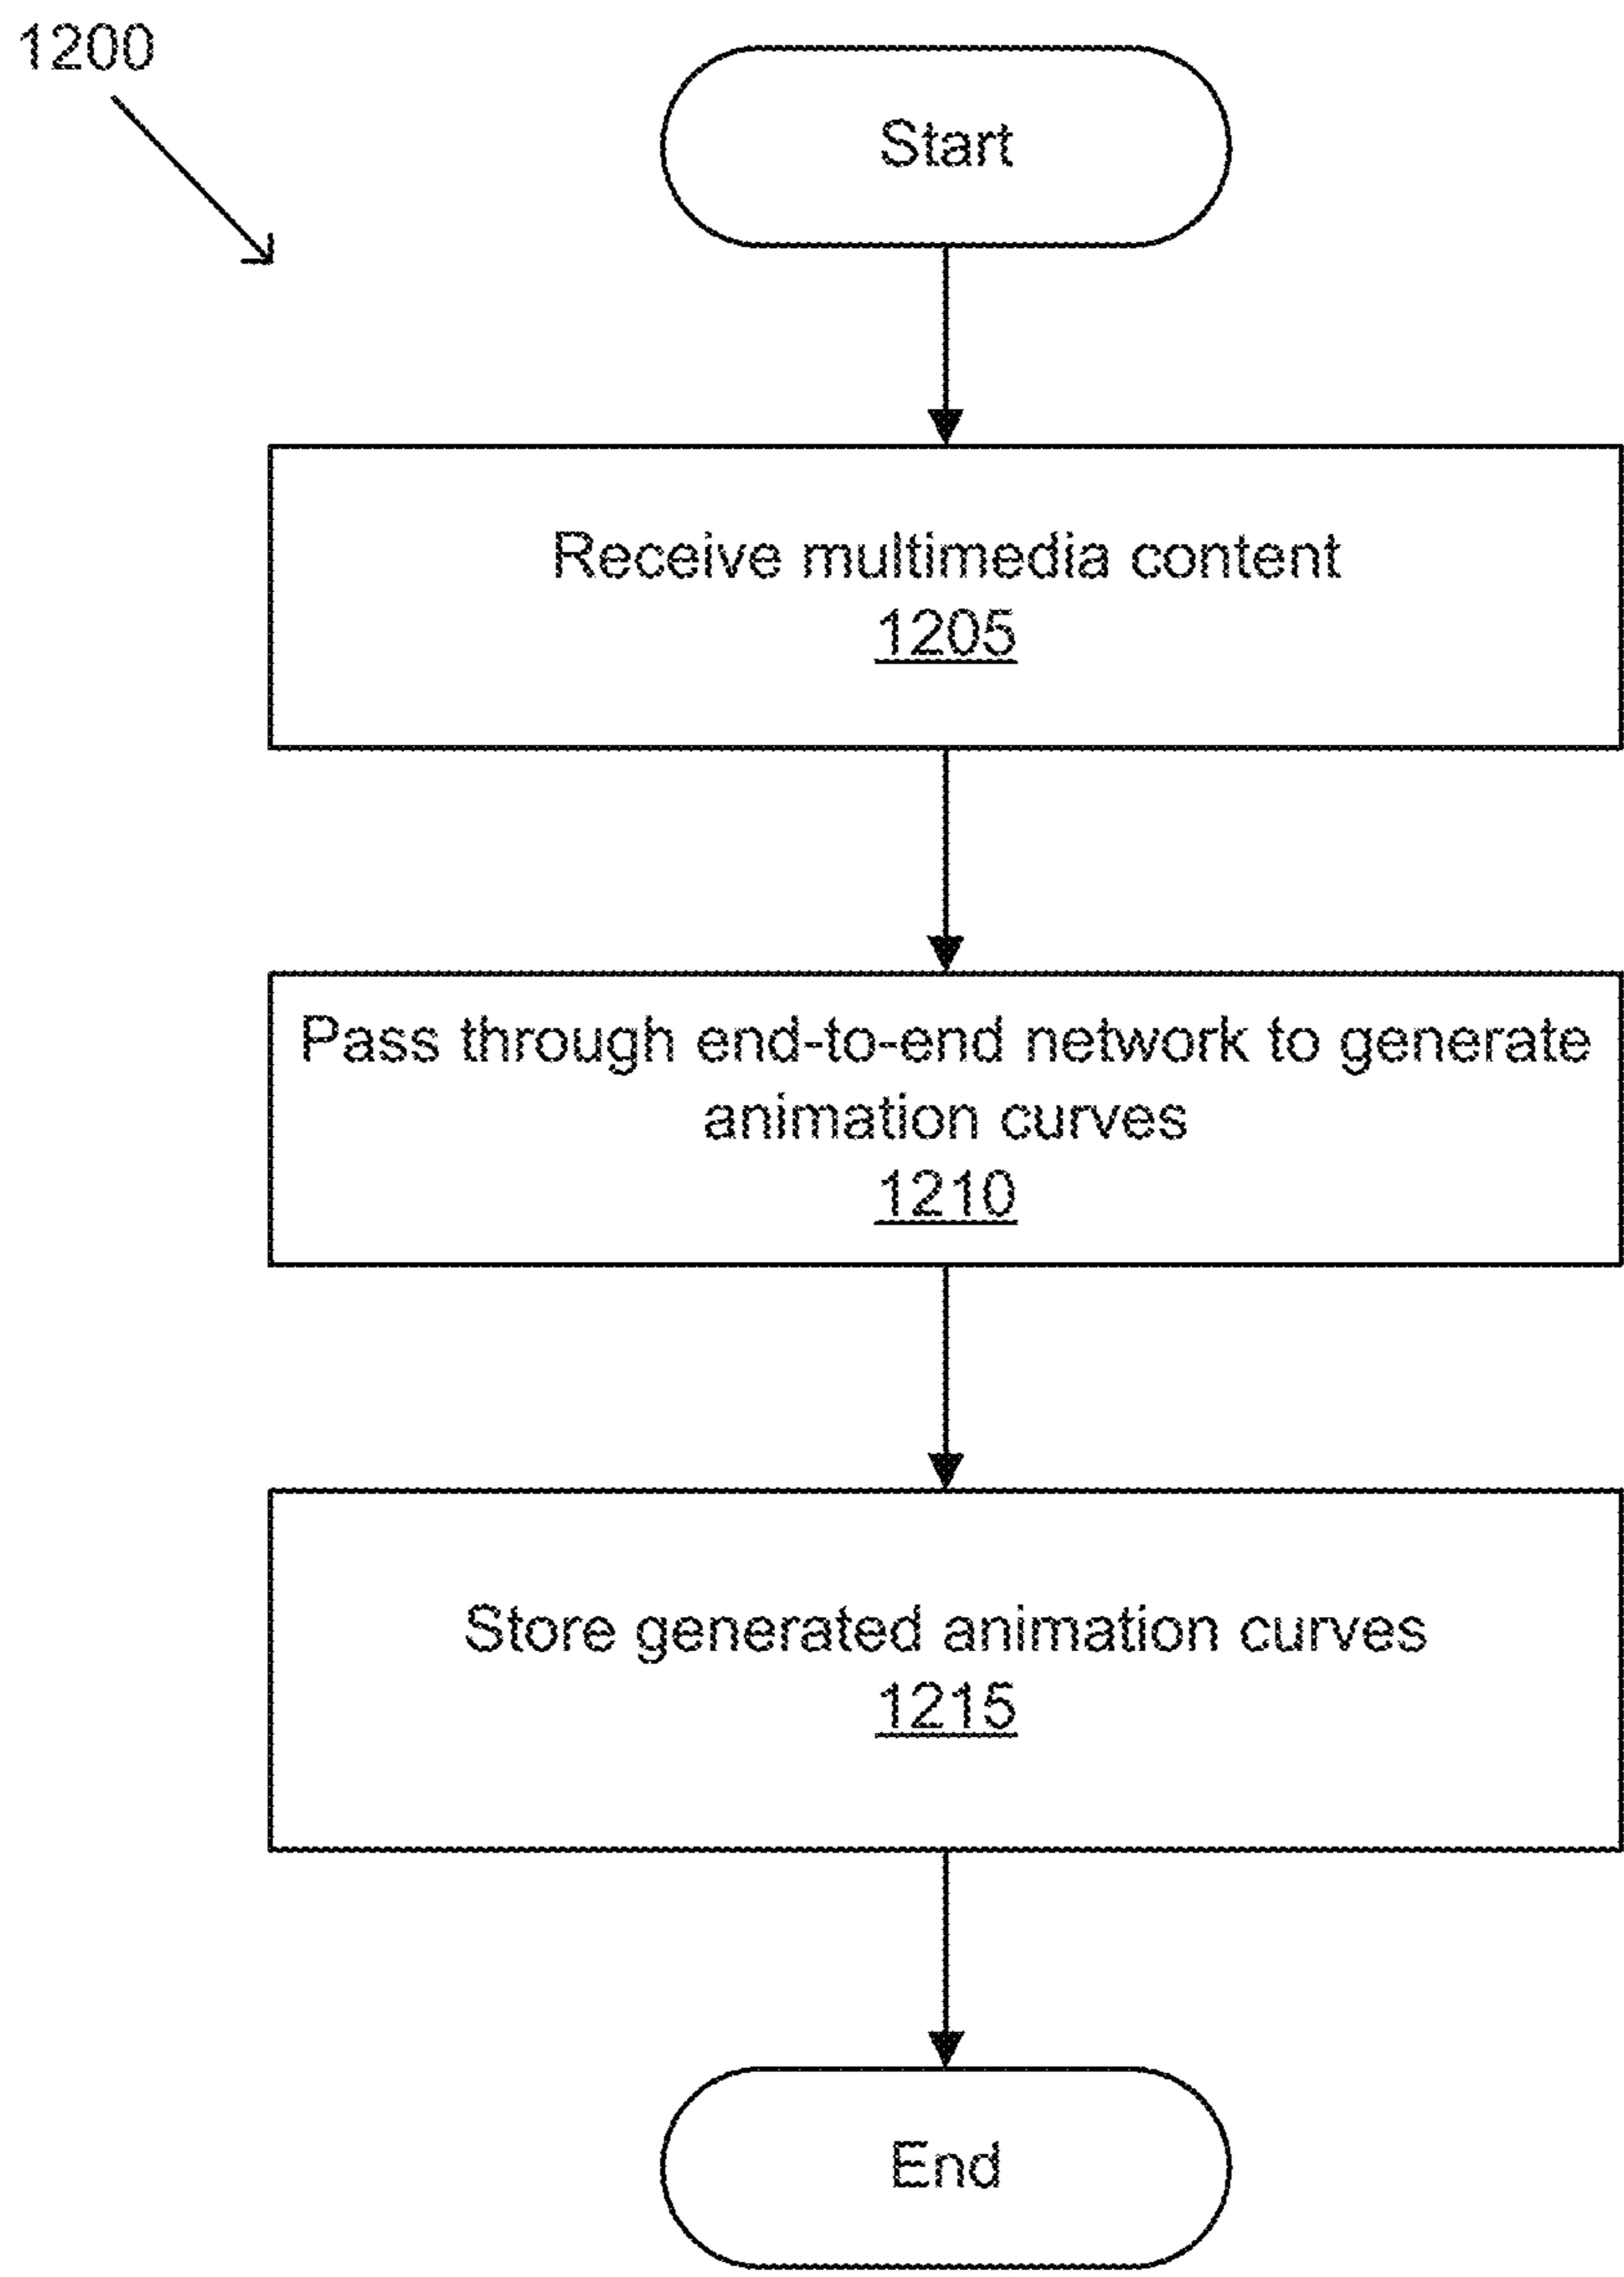 1200
Start
Receive multimedia content
1205
Pass through end-to-end network to generate
animation curves
1210
Store generated animation curves
1215
End